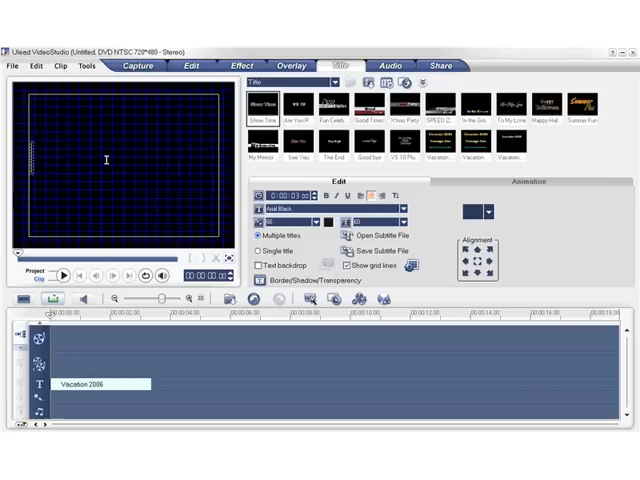 Ulead VideoStudio (Untitled, DVD NTSC 720*480 - Stereo)
File Edit Clip Tools Capture Edit Effect Overlay Title Audio Share
Title
Show Time VS 10 Fun Celeb... Good Times X'mas Party SPEED Z... In the Gro... To My Love Happy Hal... Summer Fun
My Memor... See You The End Good bye VS 10 Plu... Vacation... Vacation... Vacation...
Edit Animation
0:00:03.00
Arial Black
66 60
Multiple titles Open Subtitle File
Single title Save Subtitle File
Text backdrop Show grid lines
Border/Shadow/Transparency
Alignment
Project
Clip
00:00:00.00
00:00:00.00 00:00:02.00 00:00:04.00 00:00:06.00 00:00:08.00 00:00:10.00 00:00:12.00 00:00:14.00 00:00:16.00 00:00:18.00
Vacation 2006